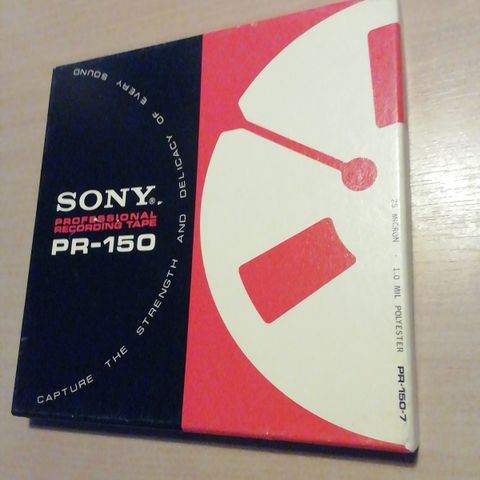 SONY®
PROFESSIONAL
RECORDING TAPE
PR-150
CAPTURE THE STRENGTH AND DELICACY OF EVERY SOUND
25 MICRON · 1.0 MIL POLYESTER PR-150-7